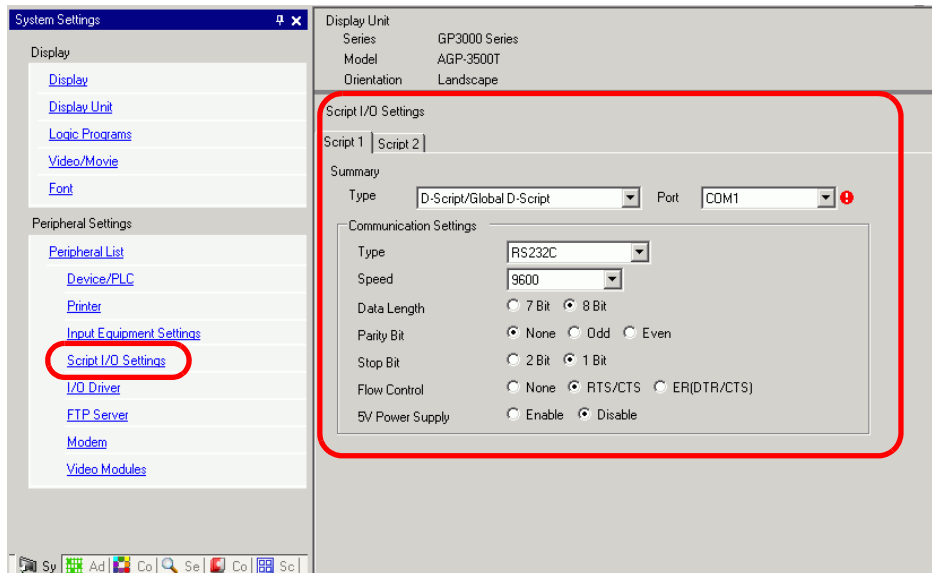 System Settings
Display
Display
Display Unit
Logic Programs
Video/Movie
Font
Peripheral Settings
Peripheral List
Device/PLC
Printer
Input Equipment Settings
Script I/O Settings
I/O Driver
FTP Server
Modem
Video Modules
Sy Ad Co Se Co Sc
Display Unit
Series GP3000 Series
Model AGP-3500T
Orientation Landscape
Script I/O Settings
Script 1 Script 2
Summary
Type D-Script/Global D-Script Port COM1
Communication Settings
Type RS232C
Speed 9600
Data Length 7 Bit 8 Bit
Parity Bit None Odd Even
Stop Bit 2 Bit 1 Bit
Flow Control None RTS/CTS ER(DTR/CTS)
5V Power Supply Enable Disable